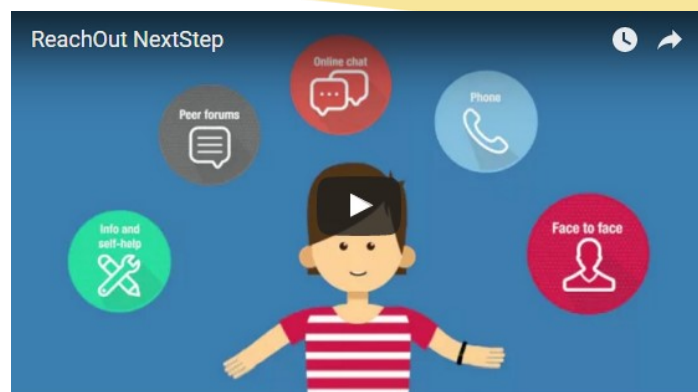 ReachOut NextStep
Online chat
Peer forums
Phone
Info and
self-help
Face to face